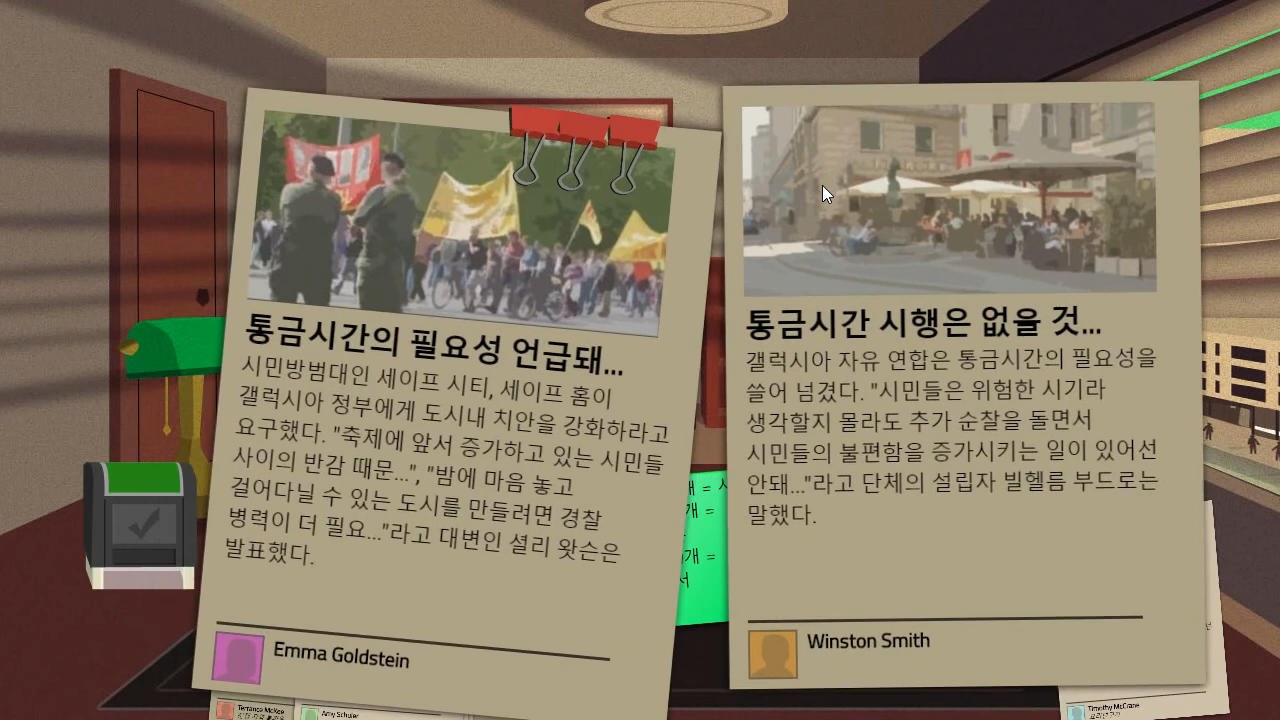 통금시간의 필요성 언급돼...
시민방범대인 세이프 시티, 세이프 홈이
갤럭시아 정부에게 도시내 치안을 강화하라고
요구했다. "축제에 앞서 증가하고 있는 시민들
사이의 반감 때문...", "밤에 마음 놓고
걸어다닐 수 있는 도시를 만들려면 경찰
병력이 더 필요..."라고 대변인 셜리 왓슨은
발표했다.
Emma Goldstein
통금시간 시행은 없을 것...
갤럭시아 자유 연합은 통금시간의 필요성을
쓸어 넘겼다. "시민들은 위험한 시기라
생각할지 몰라도 추가 순찰을 돌면서
시민들의 불편함을 증가시키는 일이 있어선
안돼..."라고 단체의 설립자 빌헬름 부드로는
말했다.
Winston Smith
Terrance McKee
Amy Schuler
Timothy McCrane